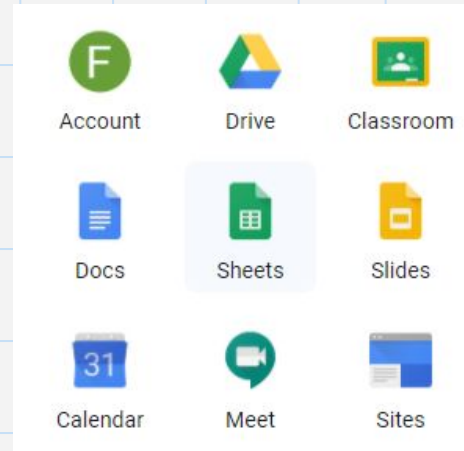 F
Account Drive Classroom
Docs Sheets Slides
31
Calendar Meet Sites